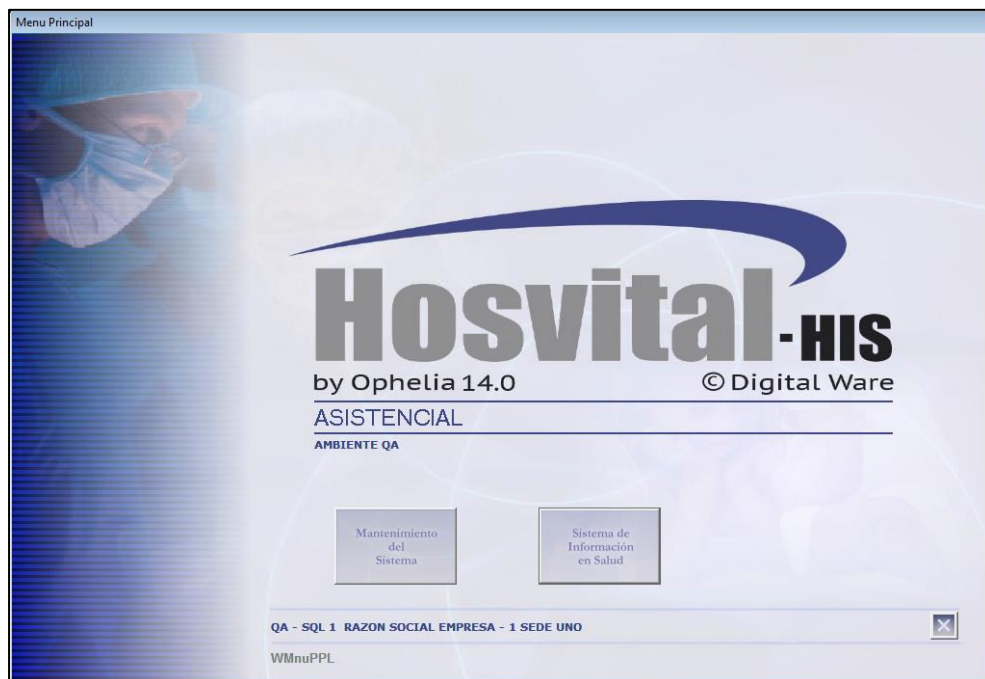 Menu Principal
Hosvital-HIS
by Ophelia 14.0 © Digital Ware
ASISTENCIAL
AMBIENTE QA
Mantenimiento
del
Sistema
Sistema de
Información
en Salud
QA - SQL 1 RAZON SOCIAL EMPRESA - 1 SEDE UNO
WMnuPPL